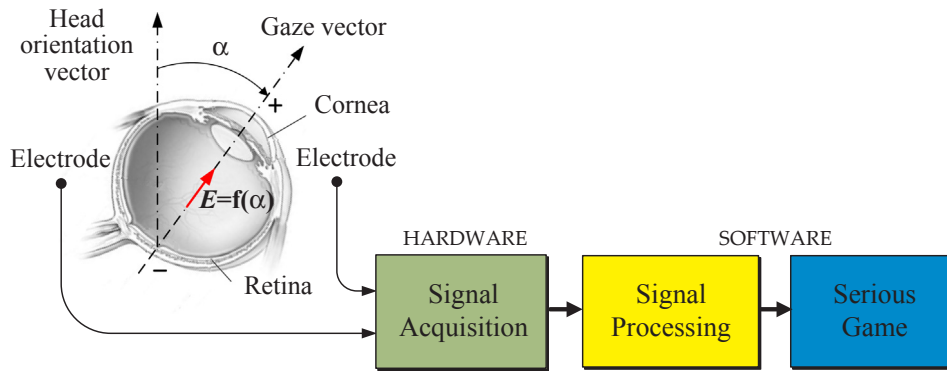 Head
orientation
vector
α
Gaze vector
+
Cornea
Electrode
Electrode
E=f(α)
−
Retina
HARDWARE
SOFTWARE
Signal
Acquisition
Signal
Processing
Serious
Game